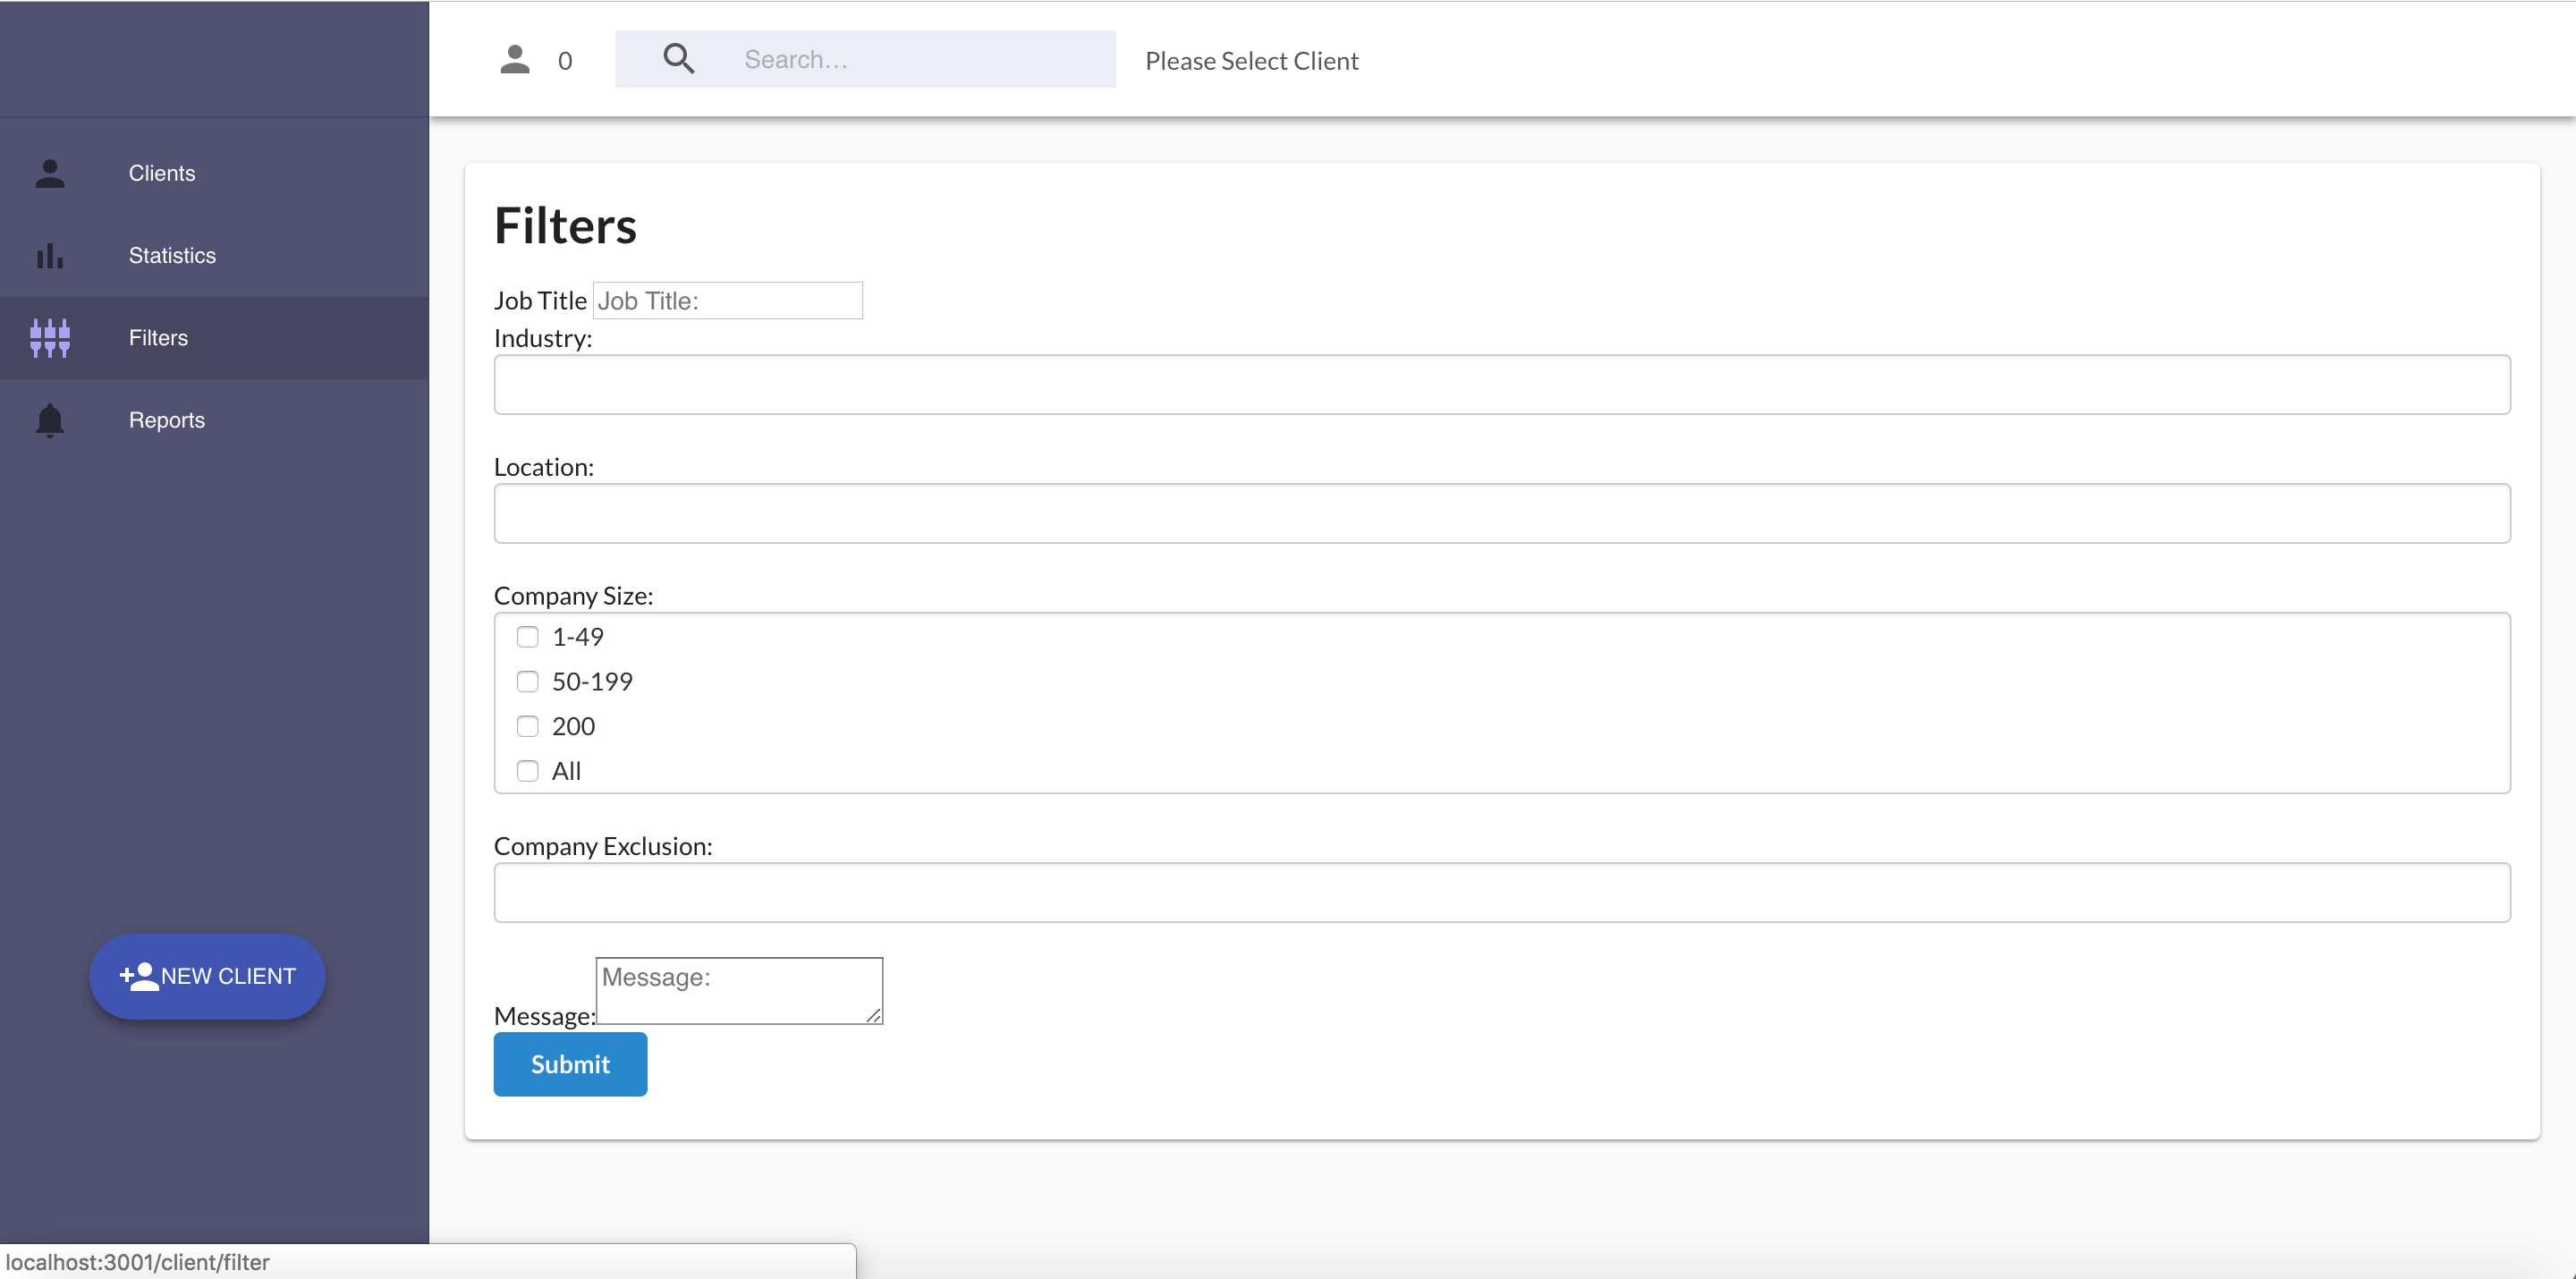 0
Search...
Please Select Client
Clients
Statistics
Filters
Reports
NEW CLIENT
Filters
Job Title Job Title:
Industry:
Location:
Company Size:
1-49
50-199
200
All
Company Exclusion:
Message: Message:
Submit
localhost:3001/client/filter